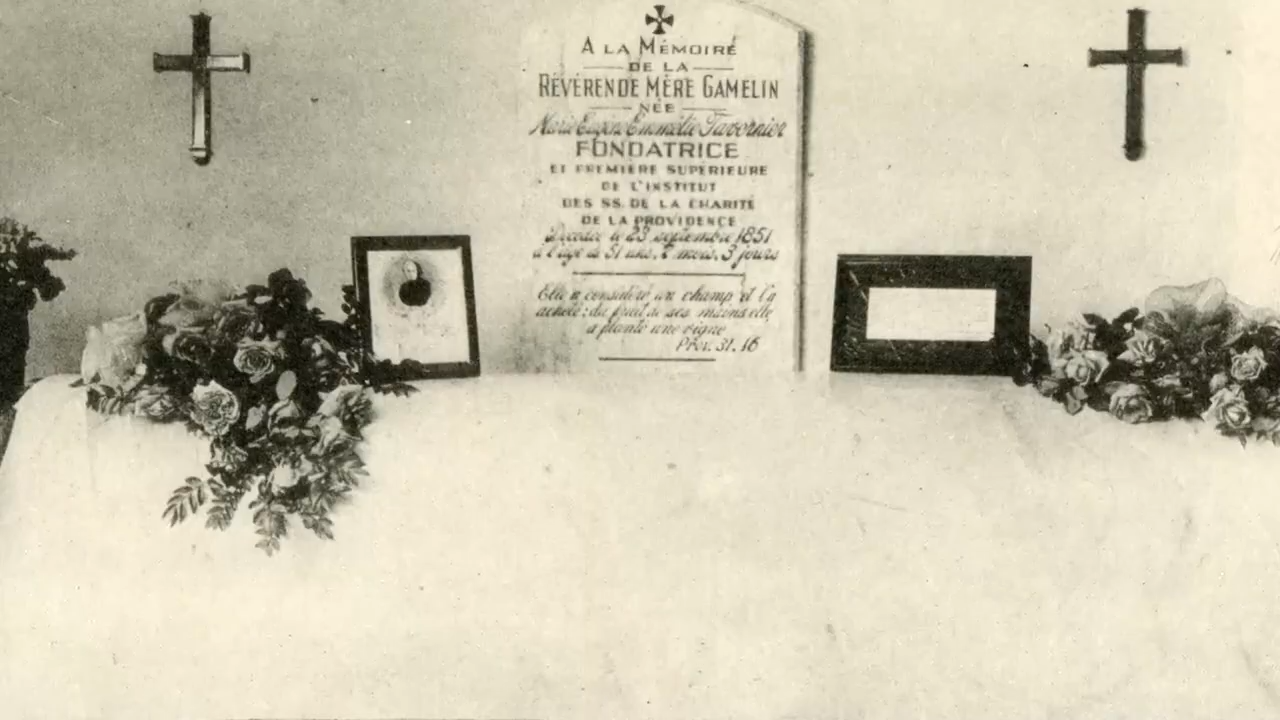 A LA MÉMOIRE
DE LA
RÉVÉRENDE MÈRE GAMELIN
NÉE
Marie Eugène Emmélie Tavernier
FONDATRICE
ET PREMIÈRE SUPÉRIEURE
DE L'INSTITUT
DES SS. DE LA CHARITÉ
DE LA PROVIDENCE
Décédée le 23 septembre 1851
à l'âge de 51 ans, 7 mois, 3 jours
Elle a considéré un champ et l'a
acheté: du fruit de ses mains elle
a planté une vigne
Prov. 31. 16